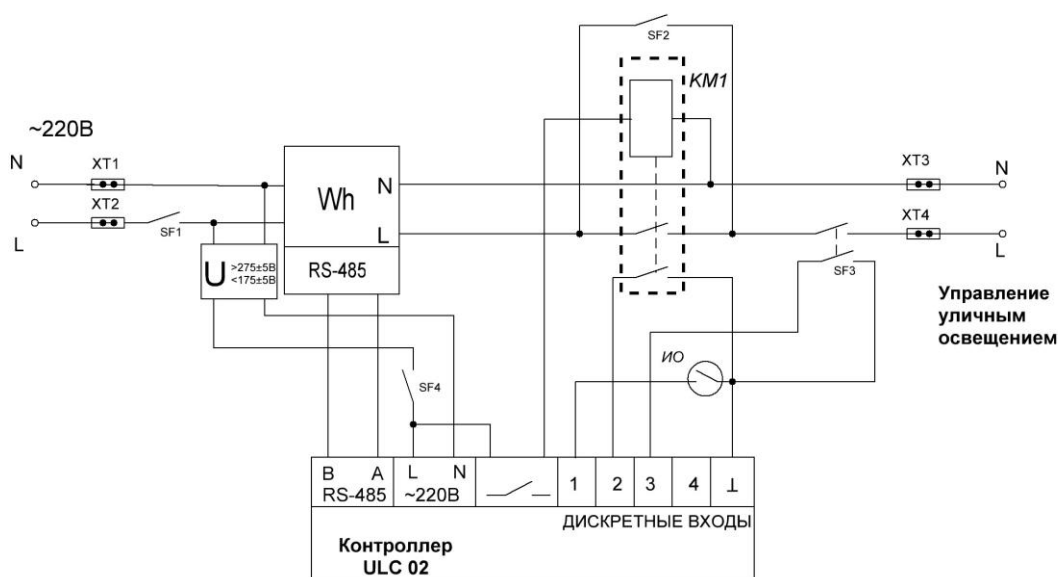 SF2
KM1
~220В
N
XT1
XT2
L
SF1
Wh
N
L
RS-485
U >275±5В
<175±5В
XT3
N
XT4
L
SF3
Управление
уличным
освещением
ИО
SF4
B A L N
RS-485 ~220В
1 2 3 4 ⊥
ДИСКРЕТНЫЕ ВХОДЫ
Контроллер
ULC 02